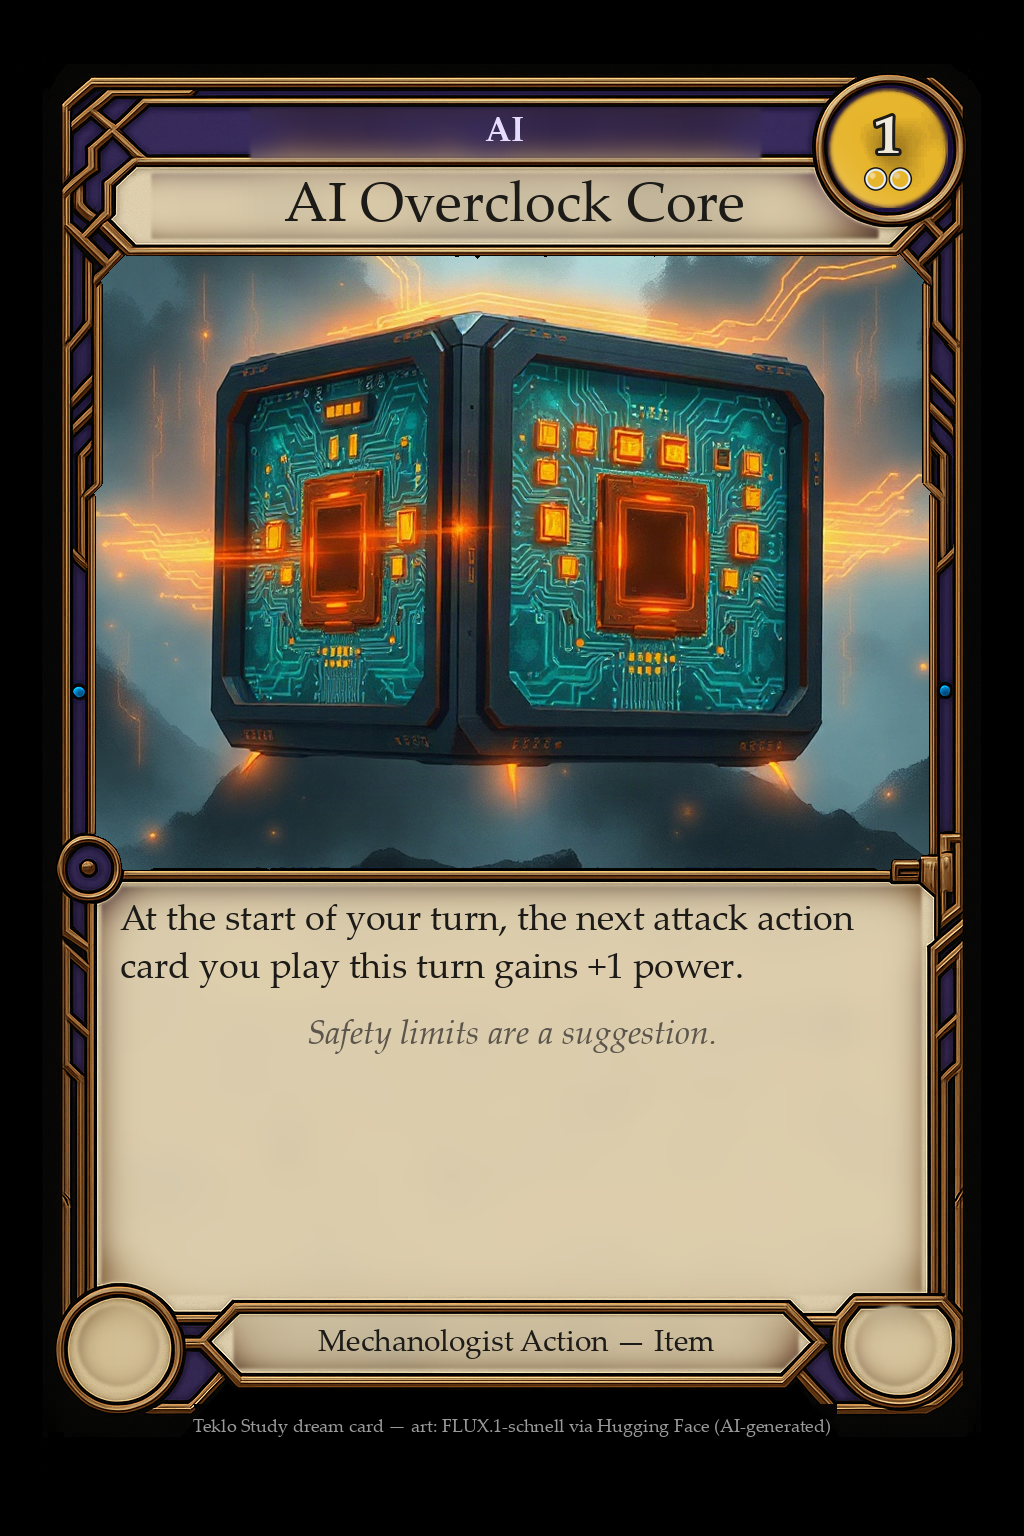 AI
1
AI Overclock Core
At the start of your turn, the next attack action
card you play this turn gains +1 power.
Safety limits are a suggestion.
Mechanologist Action — Item
Teklo Study dream card — art: FLUX.1-schnell via Hugging Face (AI-generated)